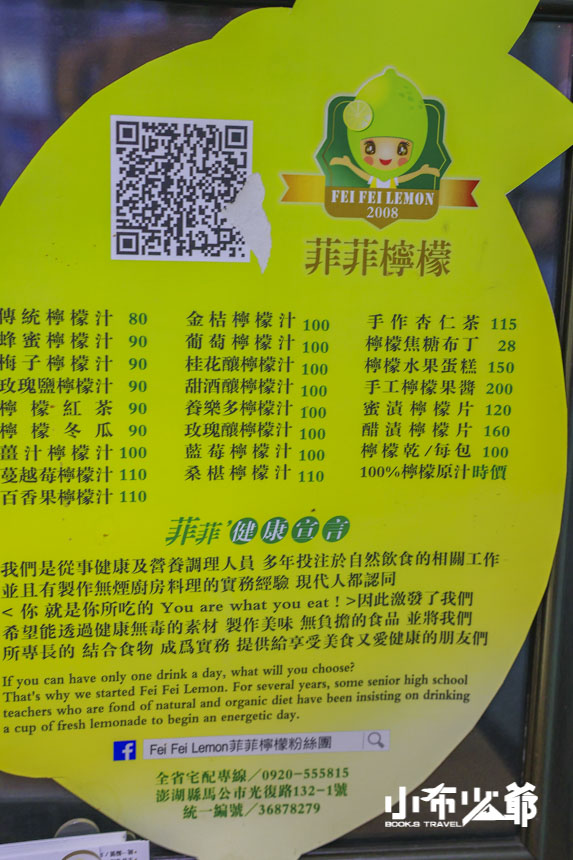 FEI FEI LEMON
2008
菲菲檸檬
傳統檸檬汁 80
蜂蜜檸檬汁 90
梅子檸檬汁 90
玫瑰鹽檸檬汁 90
檸檬紅茶 90
檸檬冬瓜 90
薑汁檸檬汁 100
蔓越莓檸檬汁 110
百香果檸檬汁 110
金桔檸檬汁 100
葡萄檸檬汁 100
桂花釀檸檬汁 100
甜酒釀檸檬汁 100
養樂多檸檬汁 100
玫瑰釀檸檬汁 100
藍莓檸檬汁 100
桑椹檸檬汁 110
手作杏仁茶 115
檸檬焦糖布丁 28
檸檬水果蛋糕 150
手工檸檬果醬 200
蜜漬檸檬片 120
醋漬檸檬片 160
檸檬乾/每包 100
100%檸檬原汁 時價
菲菲'健康宣言
我們是從事健康及營養調理人員 多年投注於自然飲食的相關工作
並且有製作無煙廚房料理的實務經驗 現代人都認同
< 你 就是你所吃的 You are what you eat ! >因此激發了我們
希望能透過健康無毒的素材 製作美味 無負擔的食品 並將我們
所專長的 結合食物 成爲實務 提供給享受美食又愛健康的朋友們
If you can have only one drink a day, what will you choose?
That's why we started Fei Fei Lemon. For several years, some senior high school
teachers who are fond of natural and organic diet have been insisting on drinking
a cup of fresh lemonade to begin an energetic day.
Fei Fei Lemon菲菲檸檬粉絲團
全省宅配專線／0920-555815
澎湖縣馬公市光復路132-1號
統一編號／36878279
小布少爺
BOOK.S TRAVEL